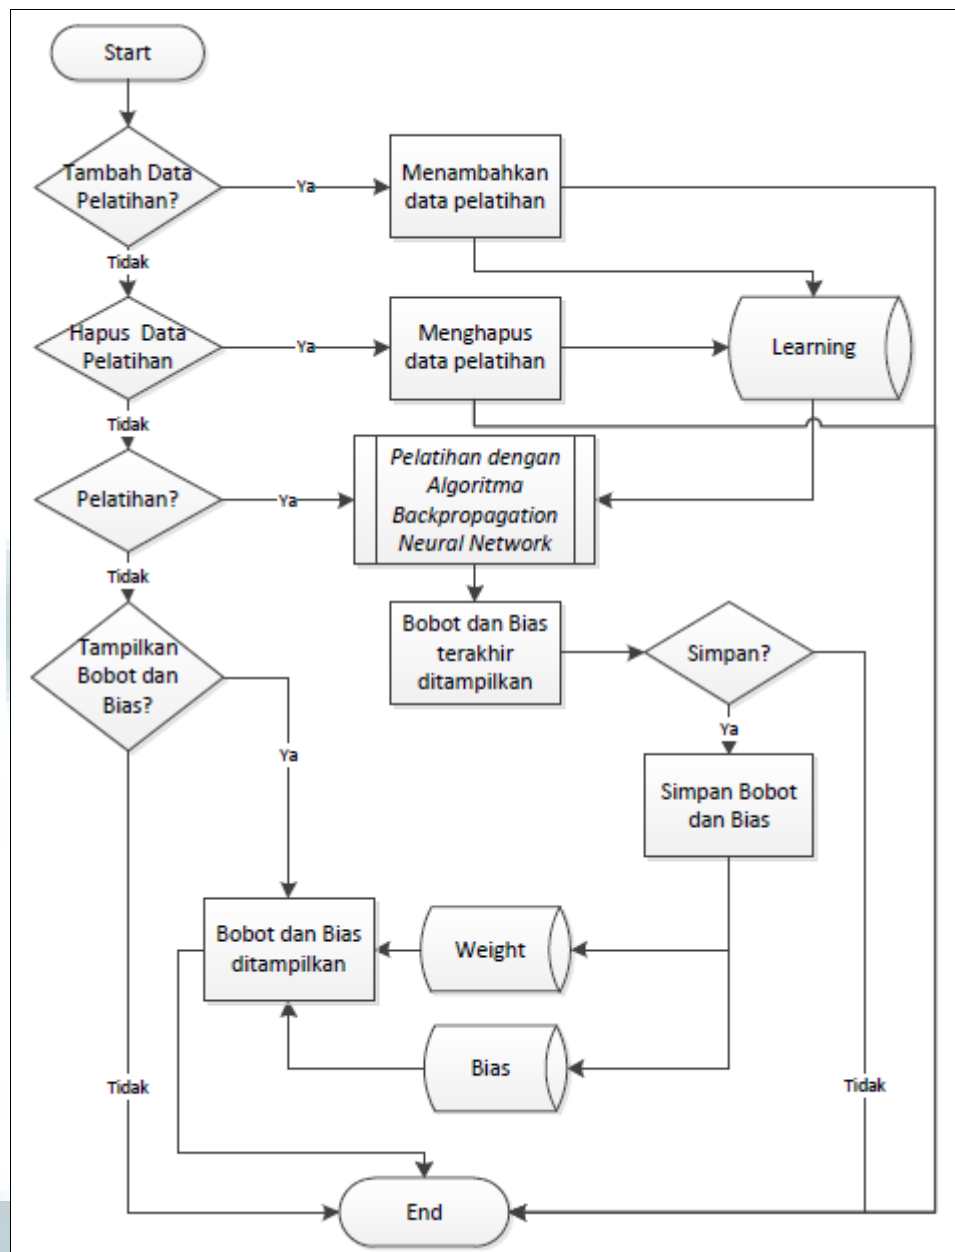 Start
Tambah Data
Pelatihan?
Ya
Menambahkan
data pelatihan
Tidak
Hapus Data
Pelatihan
Ya
Menghapus
data pelatihan
Learning
Tidak
Pelatihan?
Ya
Pelatihan dengan
Algoritma
Backpropagation
Neural Network
Tidak
Tampilkan
Bobot dan
Bias?
Bobot dan Bias
terakhir
ditampilkan
Simpan?
Ya
Ya
Simpan Bobot
dan Bias
Bobot dan Bias
ditampilkan
Weight
Bias
Tidak
Tidak
End